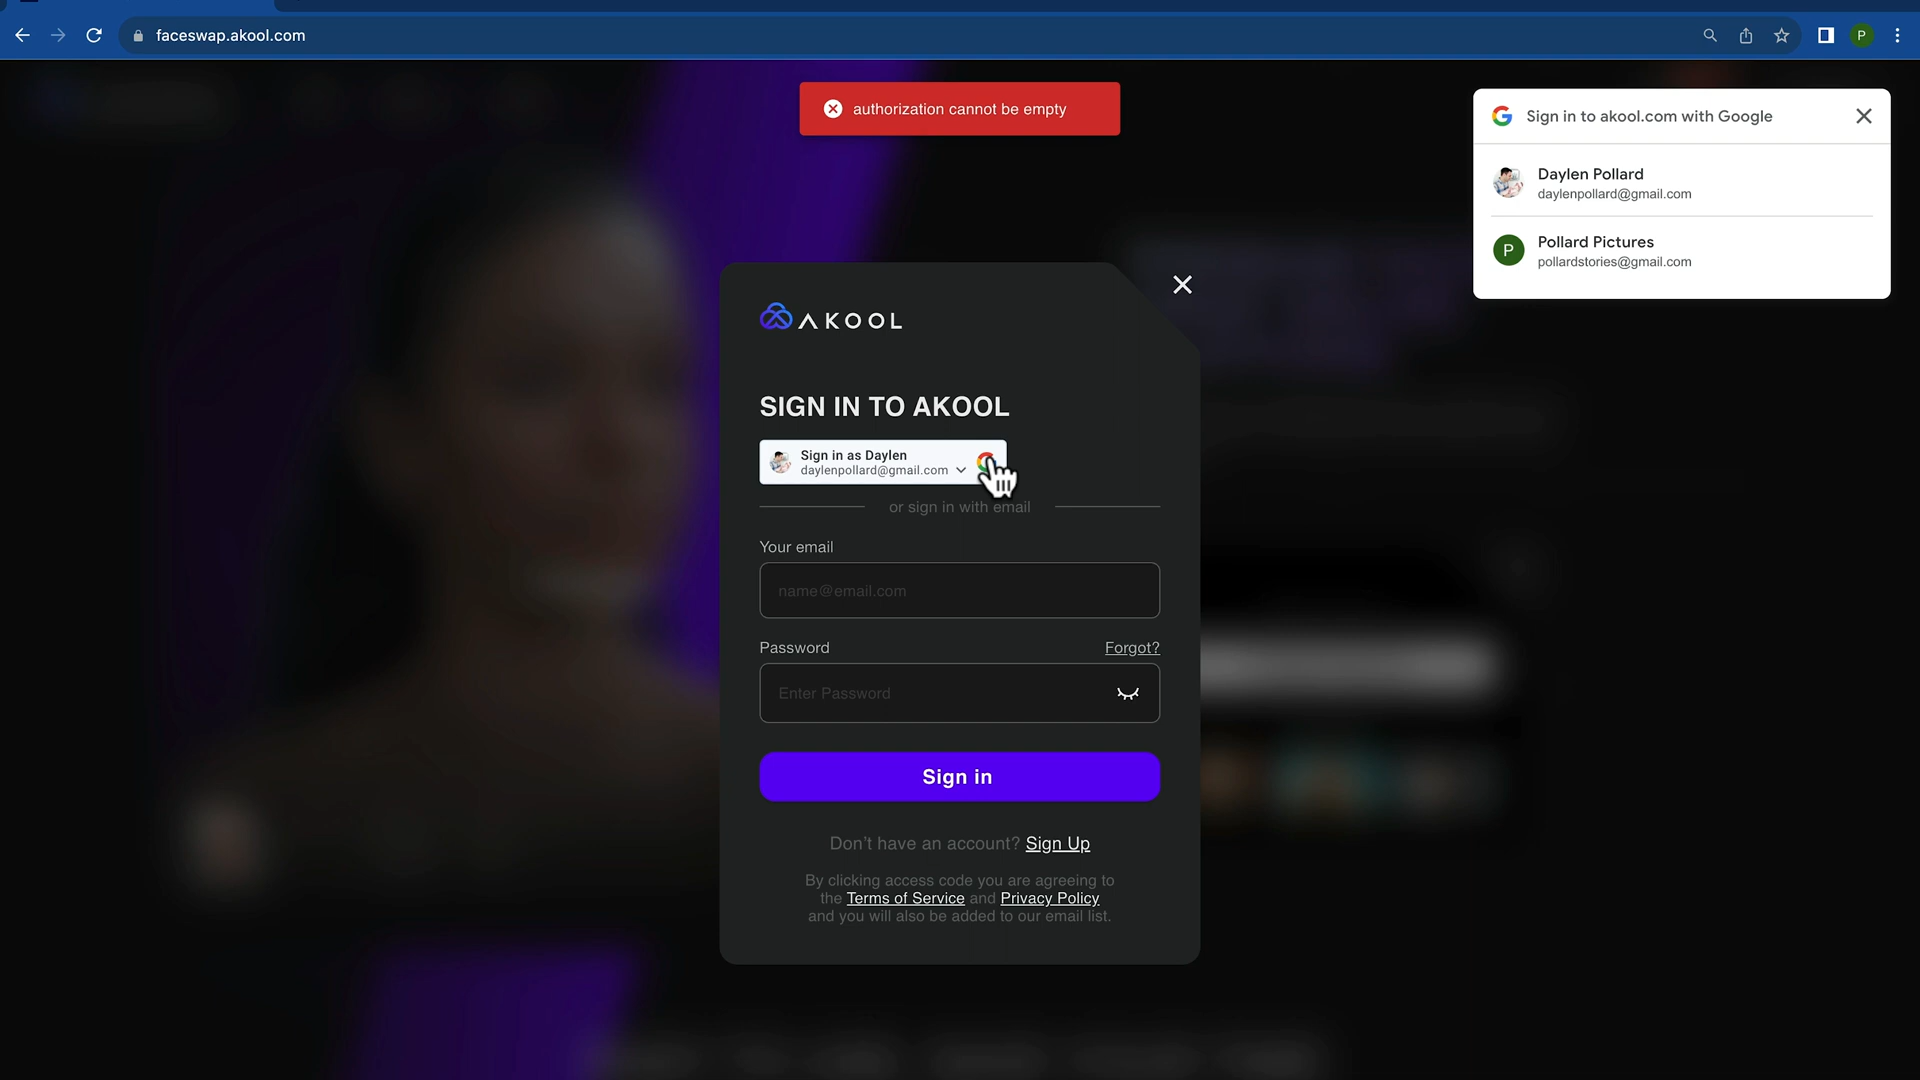 faceswap.akool.com
P
authorization cannot be empty
Sign in to akool.com with Google
Daylen Pollard
daylenpollard@gmail.com
P
Pollard Pictures
pollardstories@gmail.com
AKOOL
SIGN IN TO AKOOL
Sign in as Daylen
daylenpollard@gmail.com
or sign in with email
Your email
name@email.com
Password
Forgot?
Enter Password
Sign in
Don't have an account? Sign Up
By clicking access code you are agreeing to
the Terms of Service and Privacy Policy
and you will also be added to our email list.